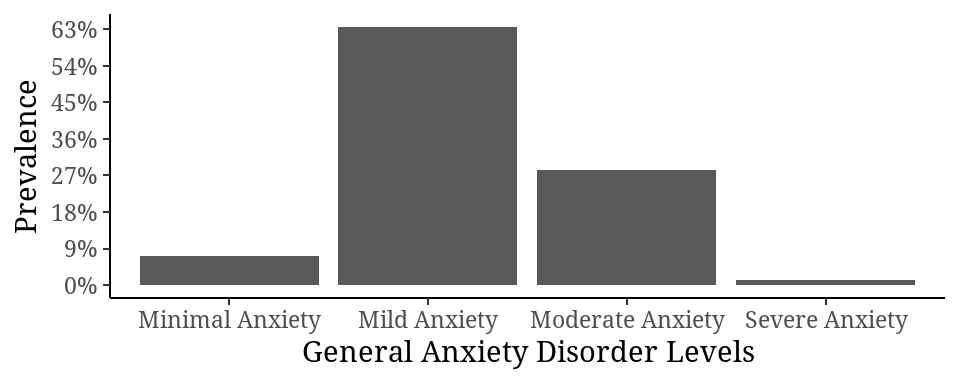 63%
54%
45%
36%
27%
18%
9%
0%
Prevalence
Minimal Anxiety Mild Anxiety Moderate Anxiety Severe Anxiety
General Anxiety Disorder Levels